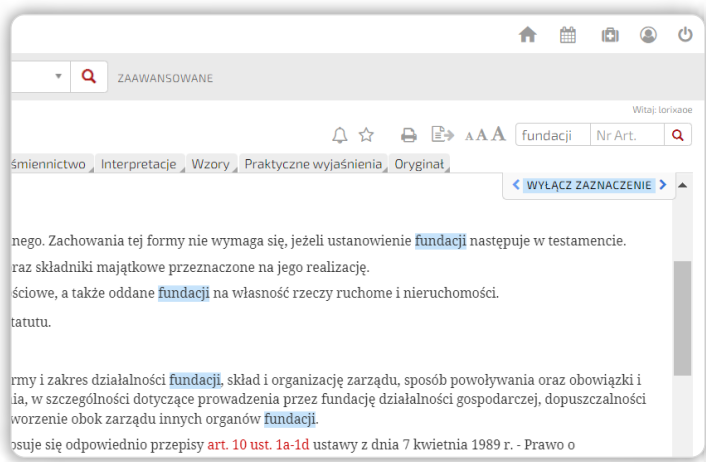 ZAAWANSOWANE
Witaj: lorixaoe
AAA fundacji Nr Art.
śmiennictwo Interpretacje Wzory Praktyczne wyjaśnienia Oryginał
WYŁĄCZ ZAZNACZENIE
nego. Zachowania tej formy nie wymaga się, jeżeli ustanowienie fundacji następuje w testamencie.
raz składniki majątkowe przeznaczone na jego realizację.
ściowe, a także oddane fundacji na własność rzeczy ruchome i nieruchomości.
tatutu.
rmy i zakres działalności fundacji, skład i organizację zarządu, sposób powoływania oraz obowiązki i
ia, w szczególności dotyczące prowadzenia przez fundację działalności gospodarczej, dopuszczalności
worzenie obok zarządu innych organów fundacji.
osuje się odpowiednio przepisy art. 10 ust. 1a-1d ustawy z dnia 7 kwietnia 1989 r. - Prawo o